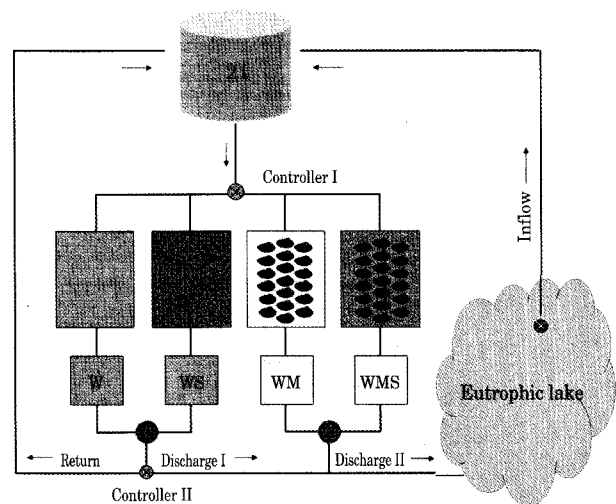 2T
Controller I
Inflow
W
WS
WM
WMS
Eutrophic lake
Return
Discharge I
Discharge II
Controller II